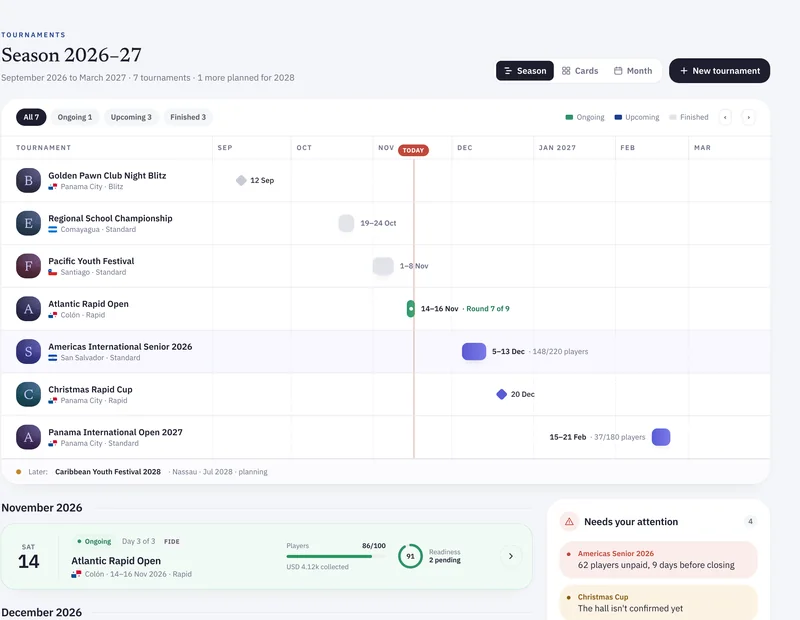 TOURNAMENTS
Season 2026–27
September 2026 to March 2027 · 7 tournaments · 1 more planned for 2028
Season
Cards
Month
+ New tournament
All 7
Ongoing 1
Upcoming 3
Finished 3
Ongoing
Upcoming
Finished
TOURNAMENT
SEP
OCT
NOV
TODAY
DEC
JAN 2027
FEB
MAR
B
Golden Pawn Club Night Blitz
Panama City · Blitz
12 Sep
E
Regional School Championship
Comayagua · Standard
19–24 Oct
F
Pacific Youth Festival
Santiago · Standard
1–8 Nov
A
Atlantic Rapid Open
Colón · Rapid
14–16 Nov · Round 7 of 9
S
Americas International Senior 2026
San Salvador · Standard
5–13 Dec · 148/220 players
C
Christmas Rapid Cup
Panama City · Rapid
20 Dec
A
Panama International Open 2027
Panama City · Standard
15–21 Feb · 37/180 players
Later: Caribbean Youth Festival 2028 · Nassau · Jul 2028 · planning
November 2026
SAT
14
Ongoing Day 3 of 3 FIDE
Atlantic Rapid Open
Colón · 14–16 Nov 2026 · Rapid
Players 86/100
USD 4.12k collected
91
Readiness
2 pending
December 2026
Needs your attention
4
Americas Senior 2026
62 players unpaid, 9 days before closing
Christmas Cup
The hall isn't confirmed yet